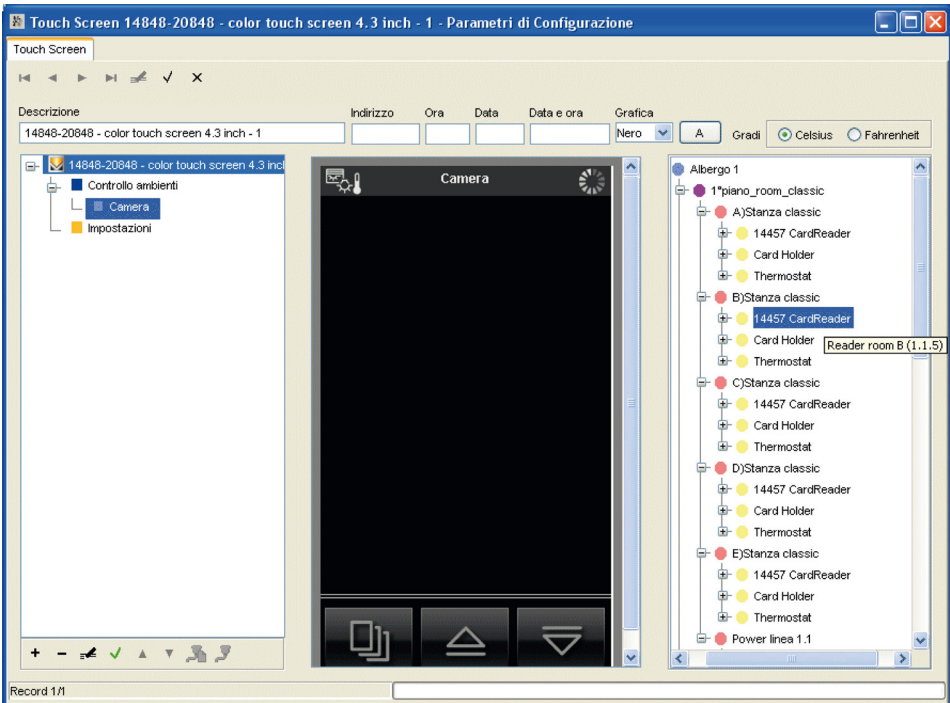 Touch Screen 14848-20848 - color touch screen 4.3 inch - 1 - Parametri di Configurazione
Touch Screen
Descrizione Indirizzo Ora Data Data e ora Grafica
14848-20848 - color touch screen 4.3 inch - 1 Nero A Gradi Celsius Fahrenheit
14848-20848 - color touch screen 4.3 incl
Controllo ambienti
Camera
Impostazioni
Camera
Albergo 1
1°piano_room_classic
A)Stanza classic
14457 CardReader
Card Holder
Thermostat
B)Stanza classic
14457 CardReader
Card Holder
Reader room B (1.1.5)
Thermostat
C)Stanza classic
14457 CardReader
Card Holder
Thermostat
D)Stanza classic
14457 CardReader
Card Holder
Thermostat
E)Stanza classic
14457 CardReader
Card Holder
Thermostat
Power linea 1.1
Record 1/1